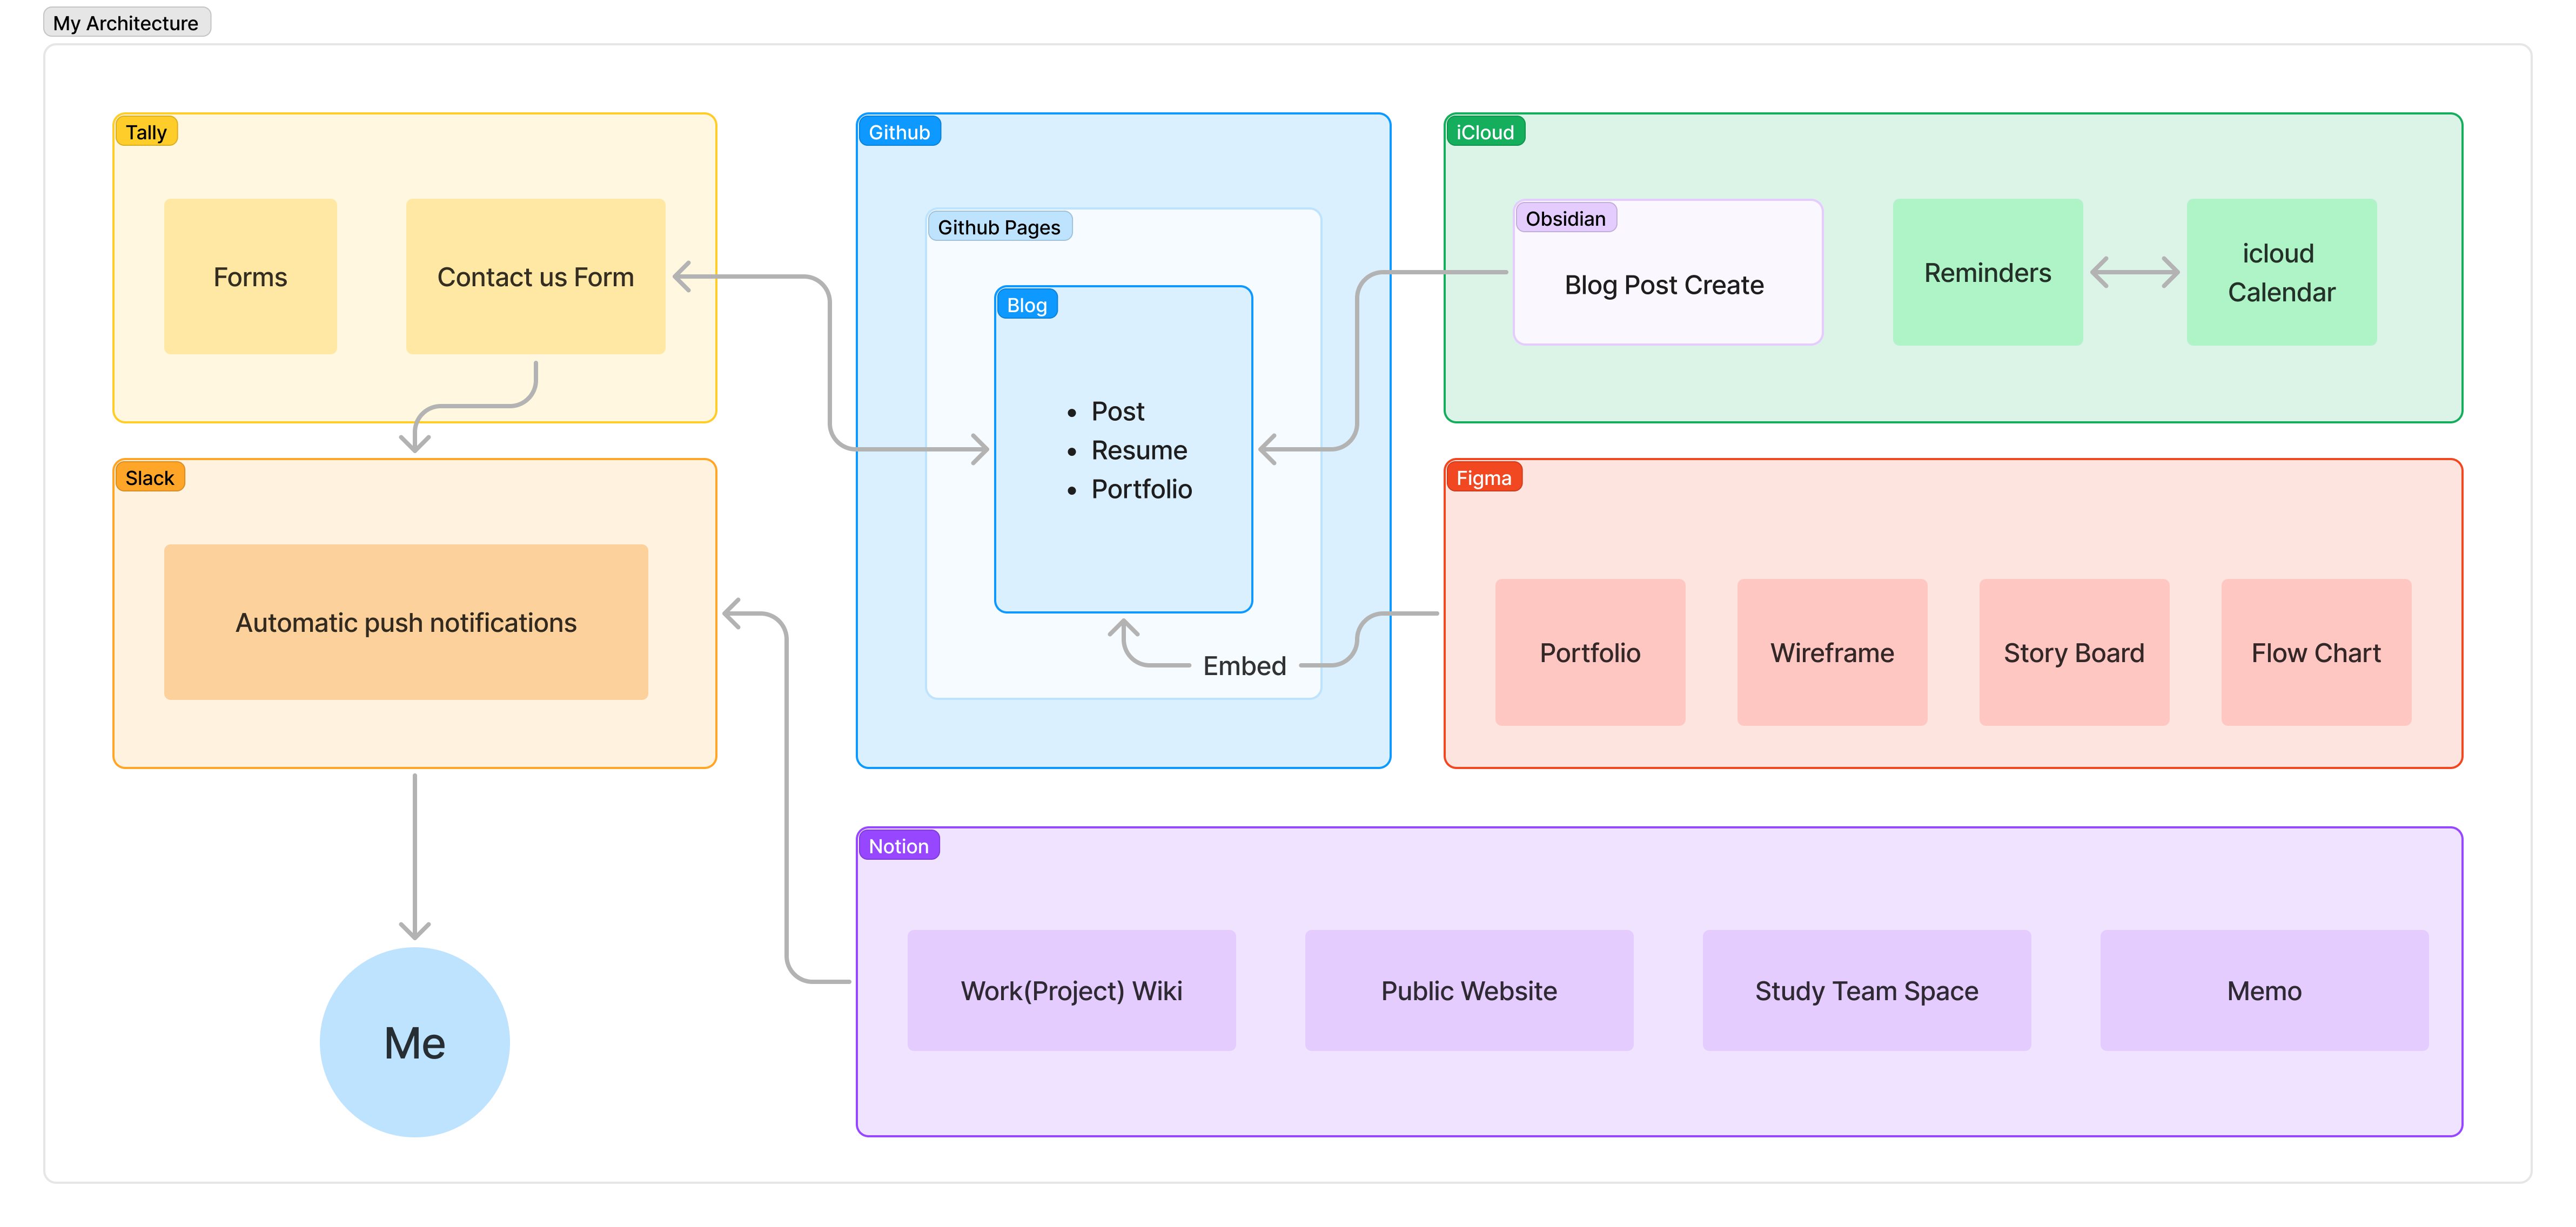 My Architecture
Tally
Forms
Contact us Form
Github
Github Pages
Blog
• Post
• Resume
• Portfolio
Embed
iCloud
Obsidian
Blog Post Create
Reminders
icloud
Calendar
Slack
Automatic push notifications
Figma
Portfolio
Wireframe
Story Board
Flow Chart
Me
Notion
Work(Project) Wiki
Public Website
Study Team Space
Memo